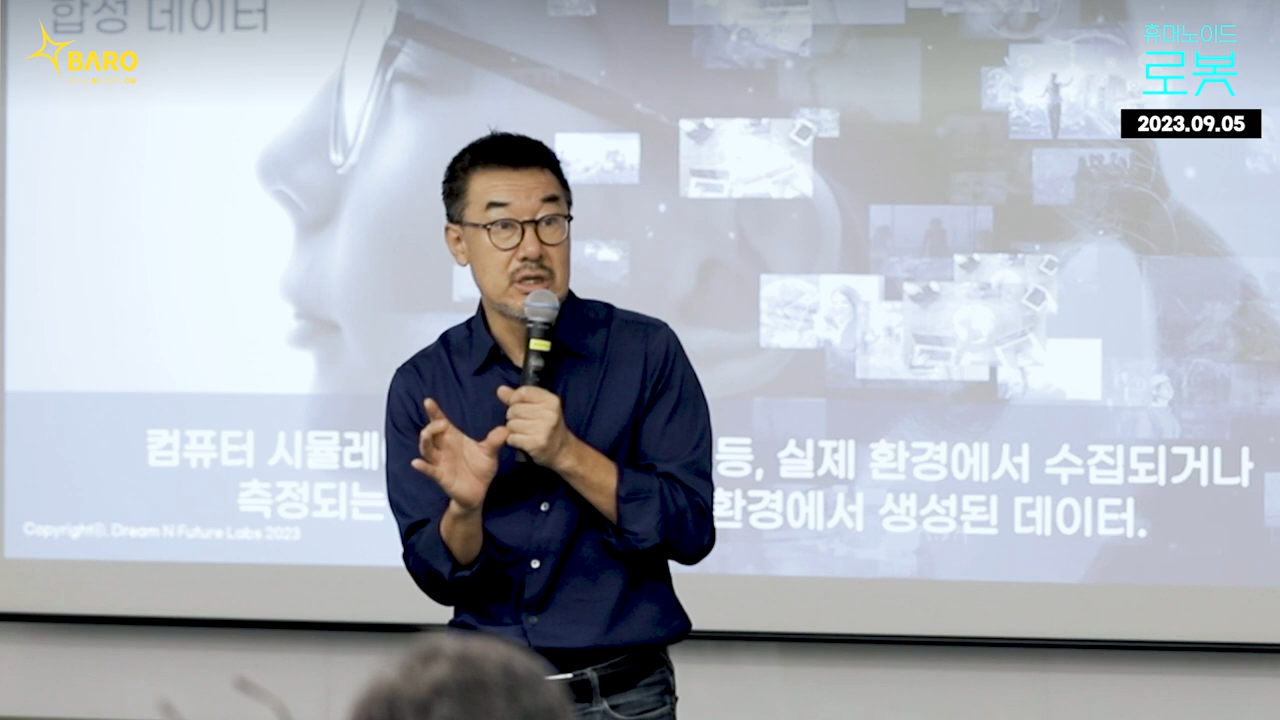 합성 데이터
BARO
휴머노이드
로봇
2023.09.05
컴퓨터 시뮬레 등, 실제 환경에서 수집되거나
측정되는 환경에서 생성된 데이터.
Copyright©. Dream N Future Labs 2023